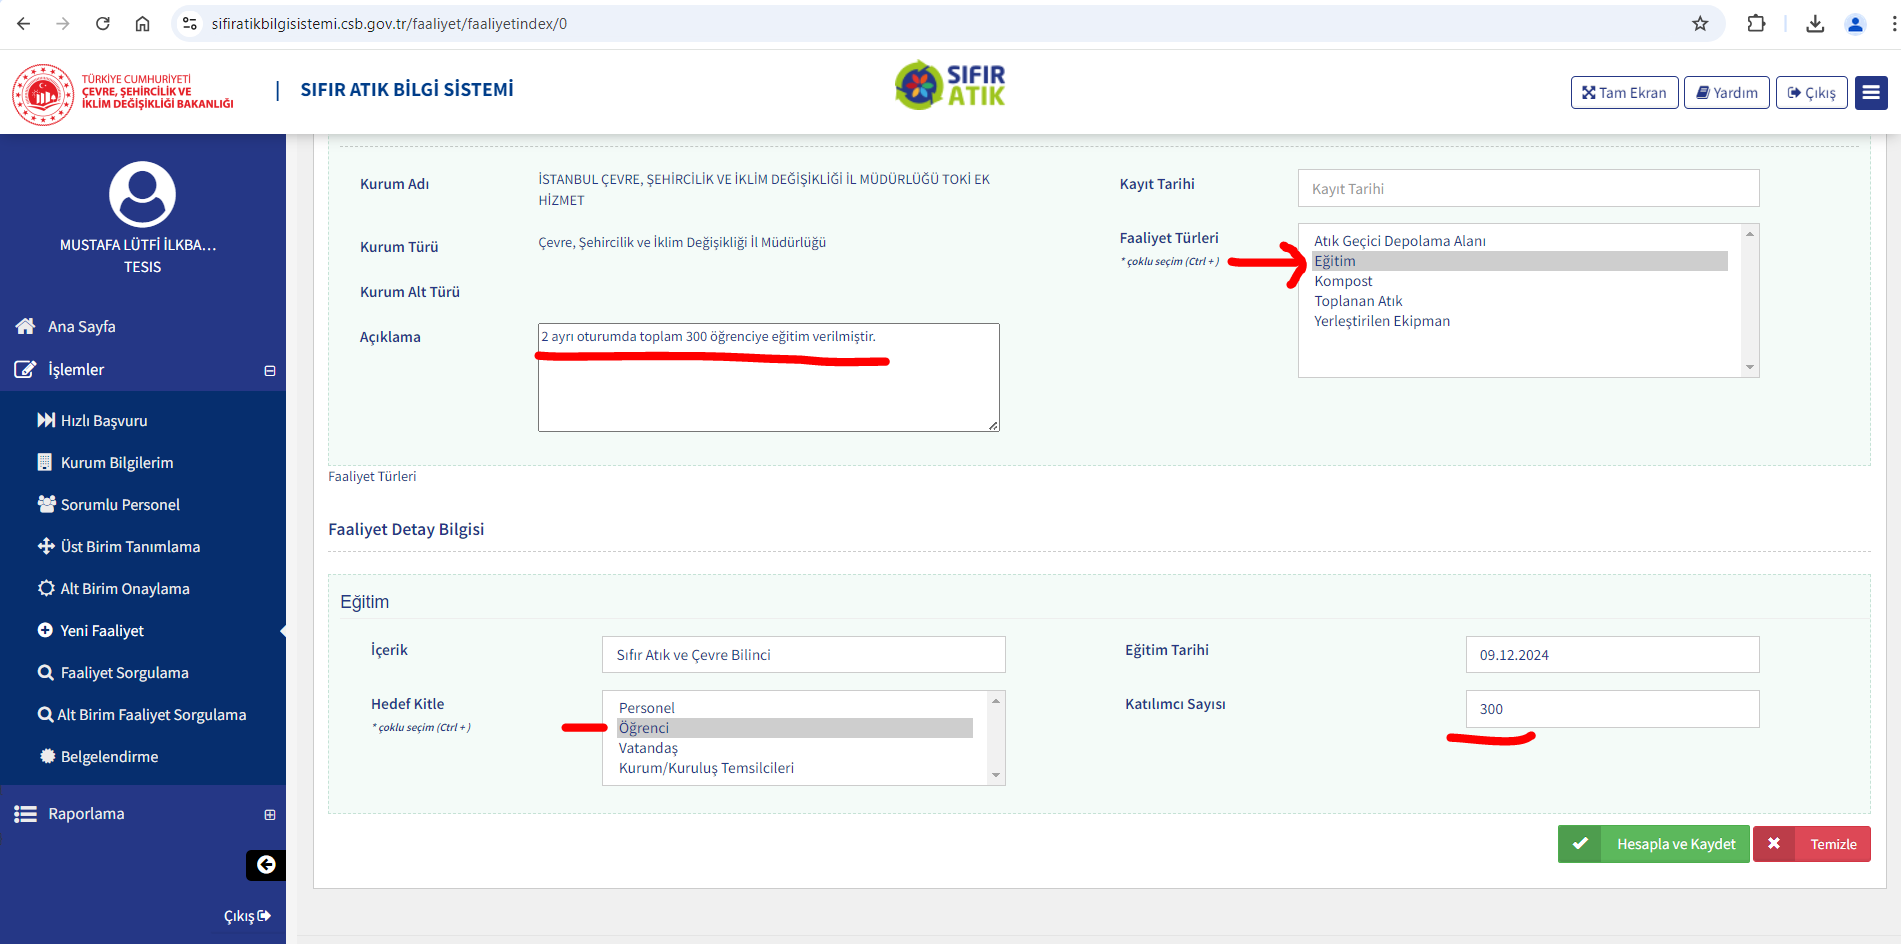 sifiratikbilgisistemi.csb.gov.tr/faaliyet/faaliyetindex/0
TÜRKİYE CUMHURİYETİ
ÇEVRE, ŞEHİRCİLİK VE
İKLİM DEĞİŞİKLİĞİ BAKANLIĞI
| SIFIR ATIK BİLGİ SİSTEMİ
SIFIR
ATIK
Tam Ekran
Yardım
Çıkış
MUSTAFA LÜTFİ İLKBA...
TESIS
Ana Sayfa
İşlemler
Hızlı Başvuru
Kurum Bilgilerim
Sorumlu Personel
Üst Birim Tanımlama
Alt Birim Onaylama
Yeni Faaliyet
Faaliyet Sorgulama
Alt Birim Faaliyet Sorgulama
Belgelendirme
Raporlama
Çıkış
Kurum Adı
İSTANBUL ÇEVRE, ŞEHİRCİLİK VE İKLİM DEĞİŞİKLİĞİ İL MÜDÜRLÜĞÜ TOKİ EK
HİZMET
Kurum Türü
Çevre, Şehircilik ve İklim Değişikliği İl Müdürlüğü
Kurum Alt Türü
Açıklama
2 ayrı oturumda toplam 300 öğrenciye eğitim verilmiştir.
Kayıt Tarihi
Kayıt Tarihi
Faaliyet Türleri
* çoklu seçim (Ctrl + )
Atık Geçici Depolama Alanı
Eğitim
Kompost
Toplanan Atık
Yerleştirilen Ekipman
Faaliyet Türleri
Faaliyet Detay Bilgisi
Eğitim
İçerik
Sıfır Atık ve Çevre Bilinci
Eğitim Tarihi
09.12.2024
Hedef Kitle
* çoklu seçim (Ctrl + )
Personel
Öğrenci
Vatandaş
Kurum/Kuruluş Temsilcileri
Katılımcı Sayısı
300
Hesapla ve Kaydet
Temizle